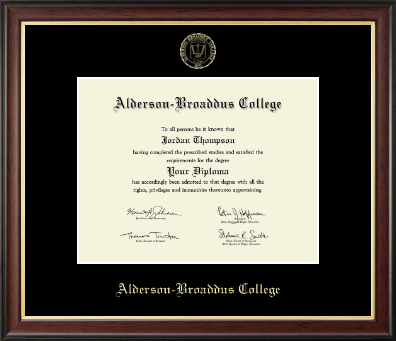 Alderson-Broaddus College
To all persons be it known that
Jordan Thompson
having completed the prescribed studies and satisfied the
requirements for the degree
Your Diploma
has accordingly been admitted to that degree with all the
rights, privileges and immunities thereunto appertaining.
Alderson-Broaddus College